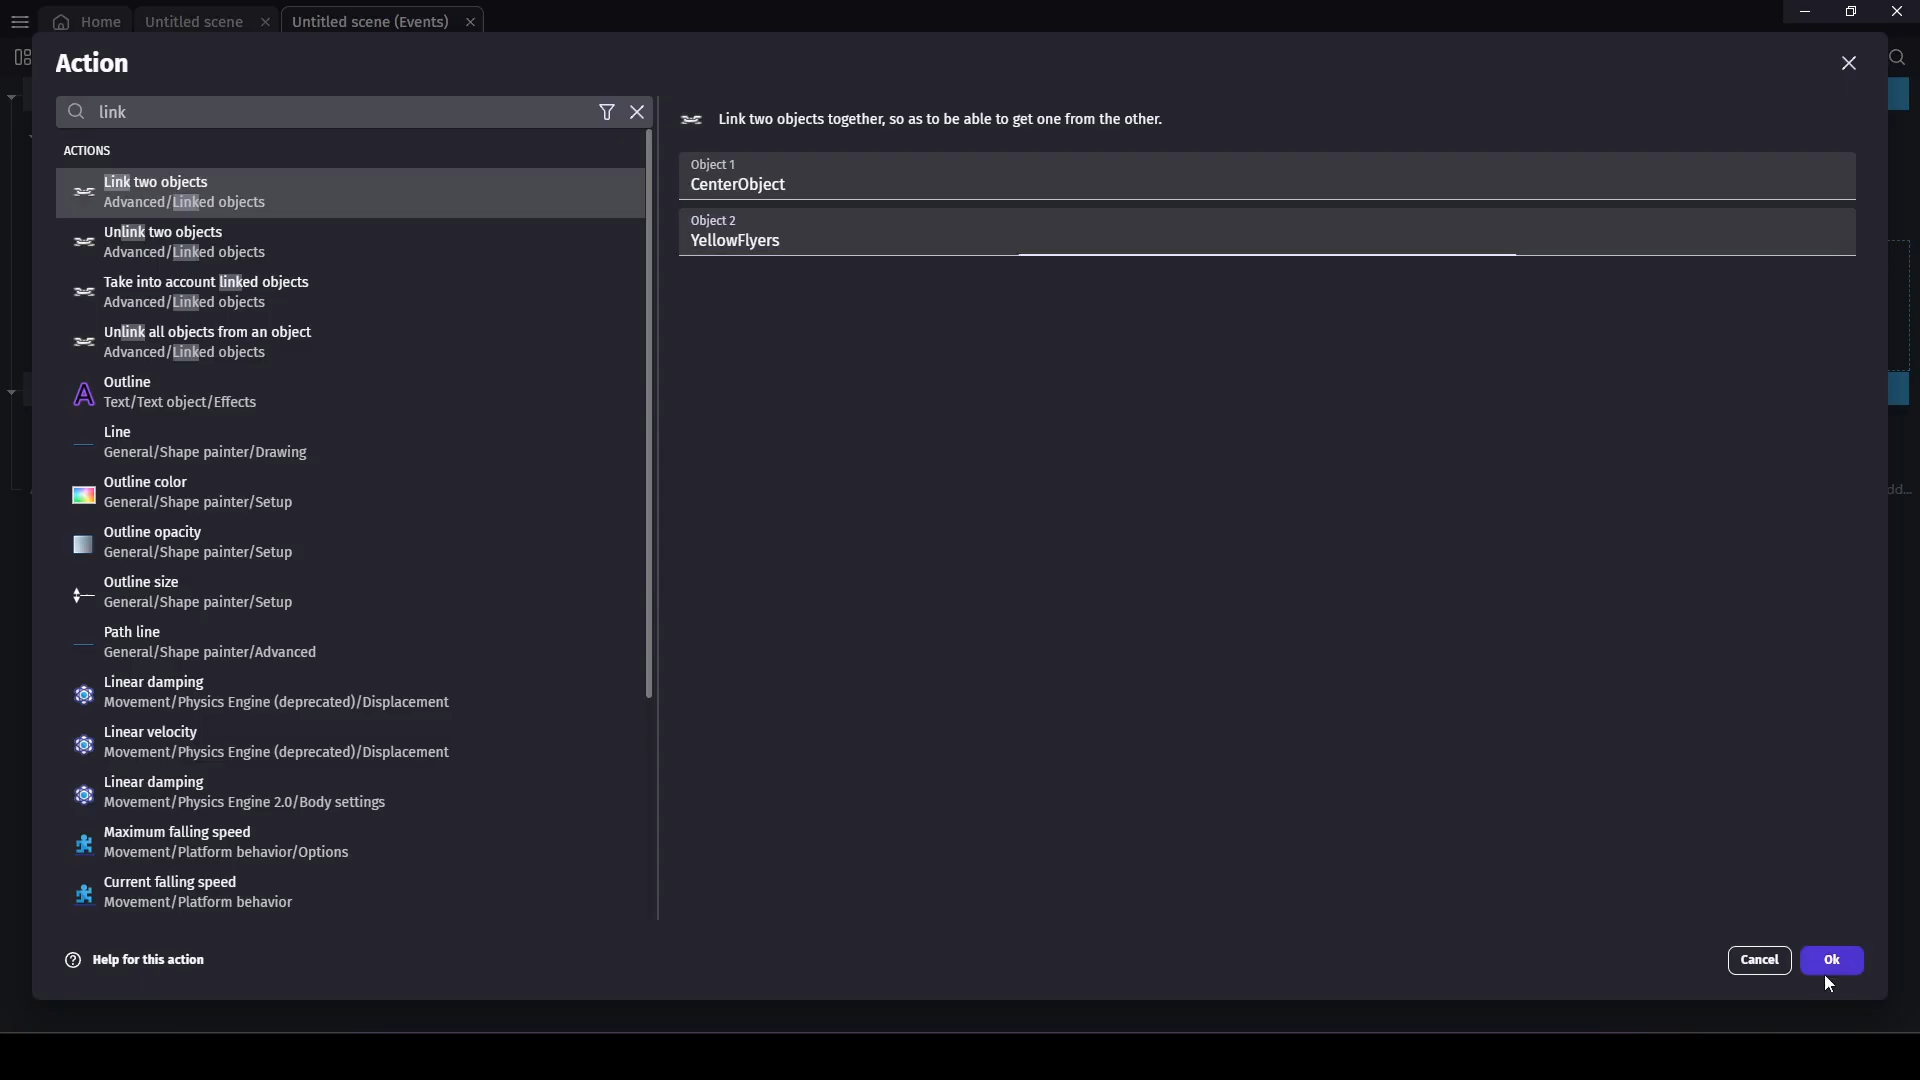 Home
Untitled scene
Untitled scene (Events)
Action
link
ACTIONS
Link two objects
Advanced/Linked objects
Unlink two objects
Advanced/Linked objects
Take into account linked objects
Advanced/Linked objects
Unlink all objects from an object
Advanced/Linked objects
Outline
Text/Text object/Effects
Line
General/Shape painter/Drawing
Outline color
General/Shape painter/Setup
Outline opacity
General/Shape painter/Setup
Outline size
General/Shape painter/Setup
Path line
General/Shape painter/Advanced
Linear damping
Movement/Physics Engine (deprecated)/Displacement
Linear velocity
Movement/Physics Engine (deprecated)/Displacement
Linear damping
Movement/Physics Engine 2.0/Body settings
Maximum falling speed
Movement/Platform behavior/Options
Current falling speed
Movement/Platform behavior
Link two objects together, so as to be able to get one from the other.
Object 1
CenterObject
Object 2
YellowFlyers
dd...
Help for this action
Cancel
Ok